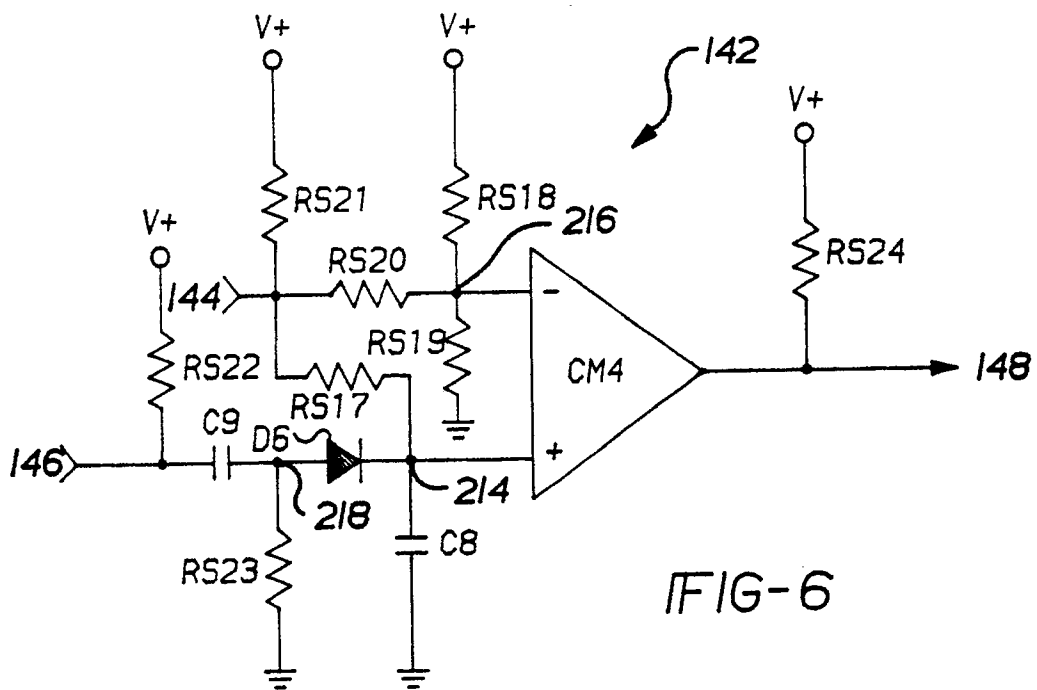 V+
V+
142
V+
RS21
RS18
216
V+
RS20
RS24
144
-
RS19
RS22
CM4
148
RS17
C9
D6
+
146
214
218
C8
RS23
FIG-6